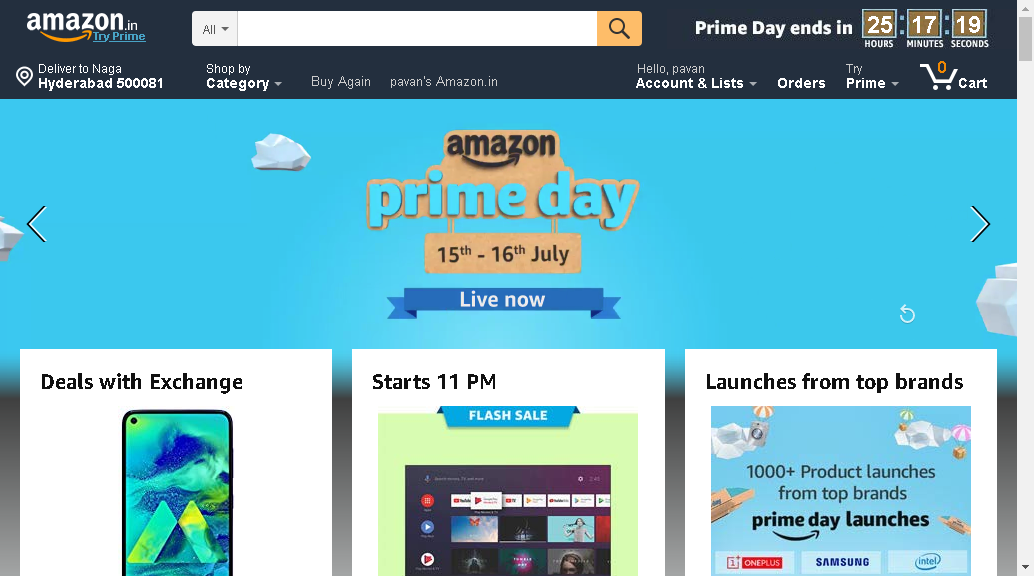 amazon.in
Try Prime
All
Prime Day ends in 25 : 17 : 19
HOURS MINUTES SECONDS
Deliver to Naga
Hyderabad 500081
Shop by
Category
Buy Again
pavan's Amazon.in
Hello, pavan
Account & Lists
Orders
Try
Prime
0
Cart
amazon
prime day
15th - 16th July
Live now
Deals with Exchange
Starts 11 PM
FLASH SALE
Launches from top brands
1000+ Product launches
from top brands
prime day launches
ONEPLUS
SAMSUNG
intel